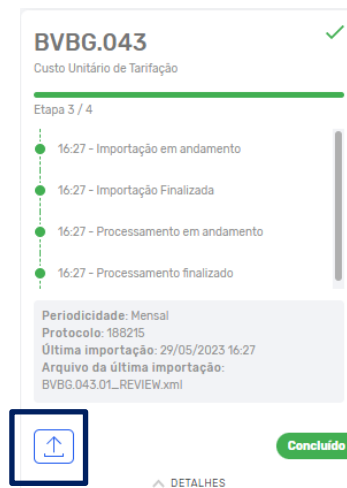 BVBG.043
Custo Unitário de Tarifação
Etapa 3 / 4
16:27 - Importação em andamento
16:27 - Importação Finalizada
16:27 - Processamento em andamento
16:27 - Processamento finalizado
Periodicidade: Mensal
Protocolo: 188215
Última importação: 29/05/2023 16:27
Arquivo da última importação:
BVBG.043.01_REVIEW.xml
Concluído
DETALHES